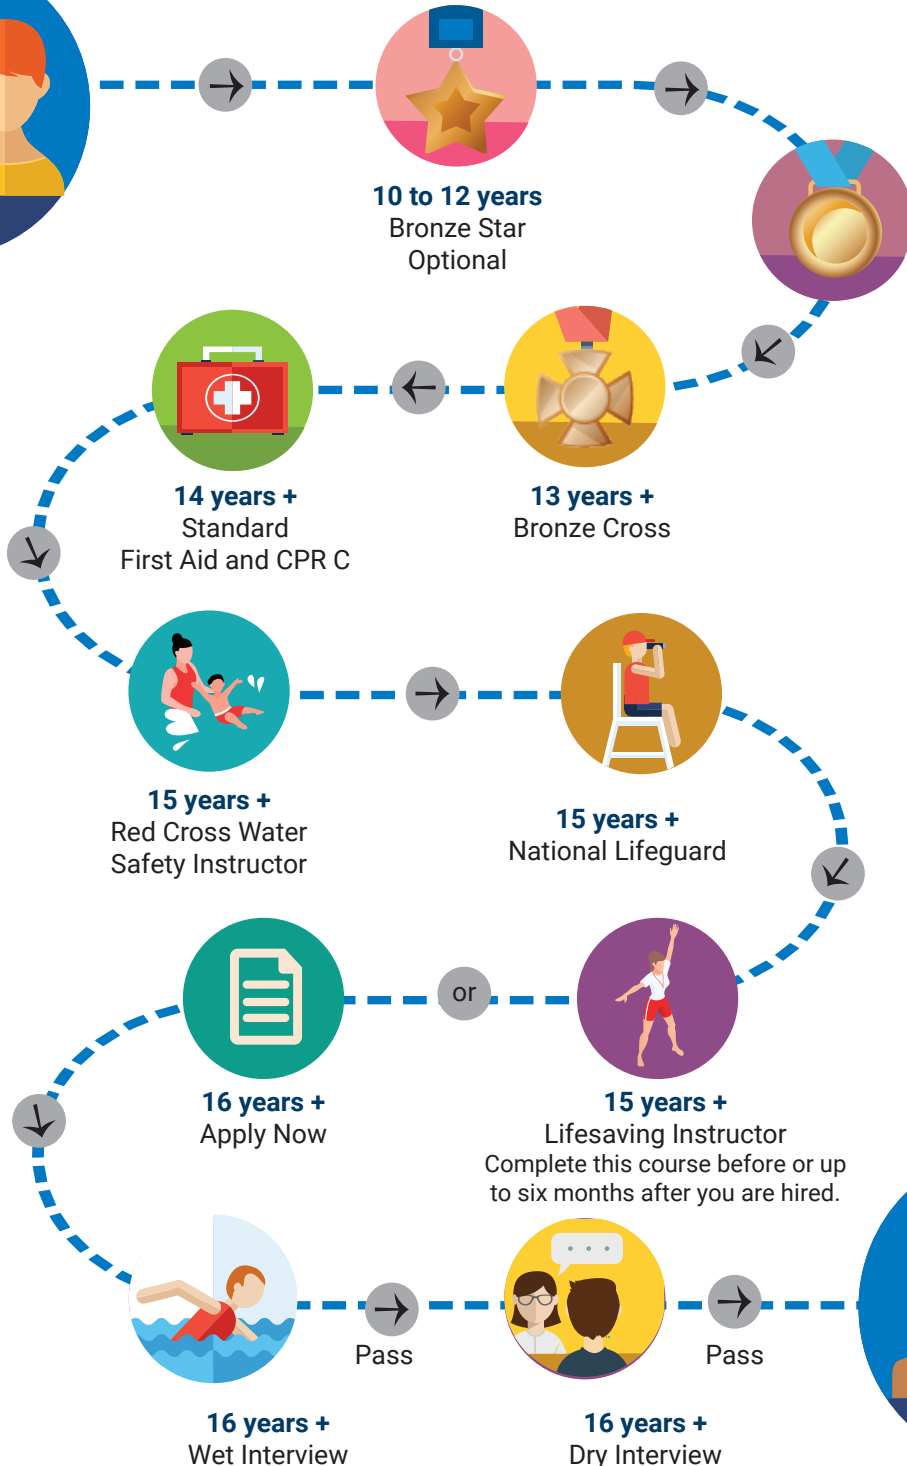 10 to 12 years
Bronze Star
Optional
14 years +
Standard
First Aid and CPR C
13 years +
Bronze Cross
15 years +
Red Cross Water
Safety Instructor
15 years +
National Lifeguard
or
16 years +
Apply Now
15 years +
Lifesaving Instructor
Complete this course before or up
to six months after you are hired.
Pass
Pass
16 years +
Wet Interview
16 years +
Dry Interview